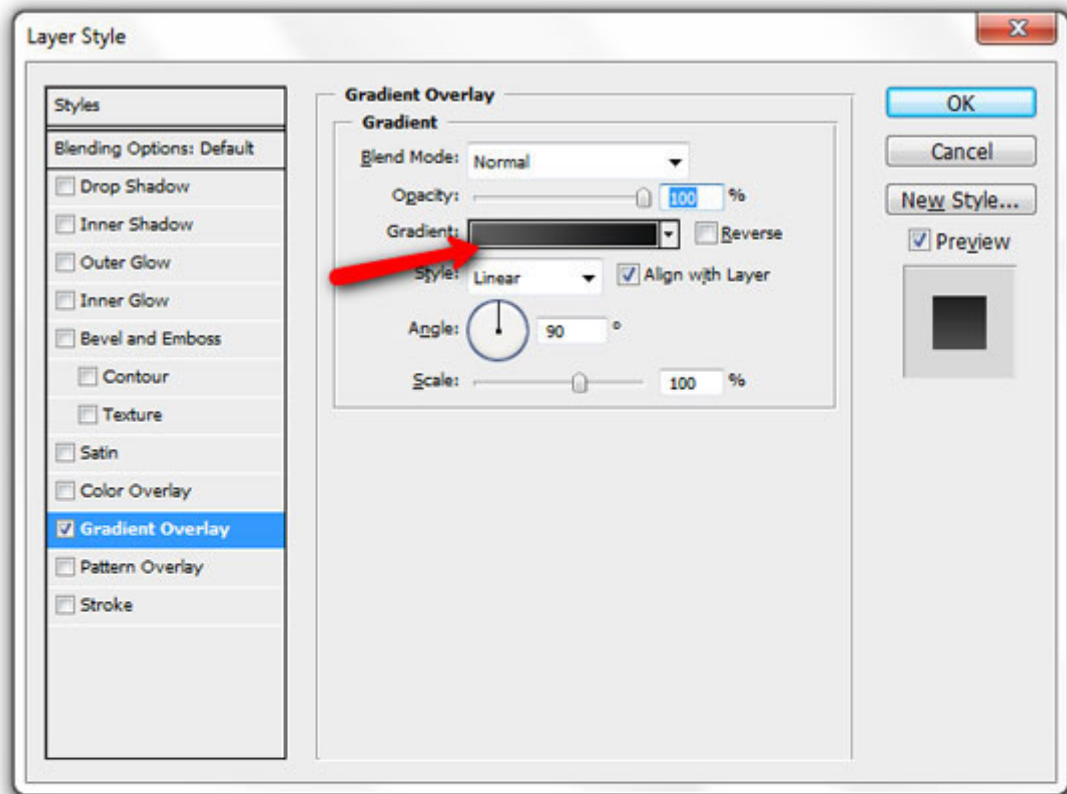 Layer Style
X
Styles
Blending Options: Default
Drop Shadow
Inner Shadow
Outer Glow
Inner Glow
Bevel and Emboss
Contour
Texture
Satin
Color Overlay
Gradient Overlay
Pattern Overlay
Stroke
Gradient Overlay
Gradient
Blend Mode: Normal
Opacity: 100 %
Gradient: Reverse
Style: Linear Align with Layer
Angle: 90 °
Scale: 100 %
OK
Cancel
New Style...
Preview